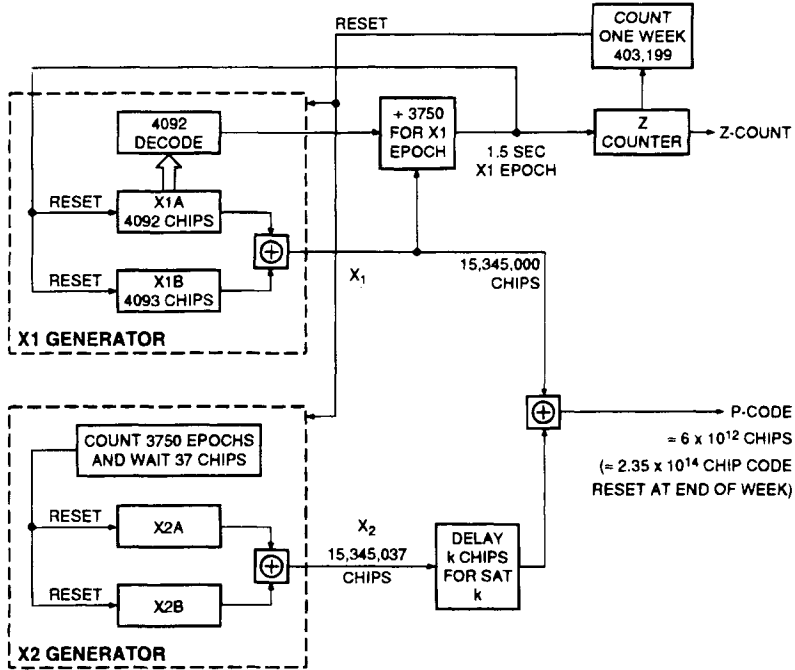 RESET
COUNT
ONE WEEK
403,199
4092
DECODE
+ 3750
FOR X1
EPOCH
1.5 SEC
X1 EPOCH
Z
COUNTER
Z-COUNT
RESET
X1A
4092 CHIPS
RESET
X1B
4093 CHIPS
X1
15,345,000
CHIPS
X1 GENERATOR
COUNT 3750 EPOCHS
AND WAIT 37 CHIPS
P-CODE
≈ 6 x 10¹² CHIPS
(≈ 2.35 x 10¹⁴ CHIP CODE
RESET AT END OF WEEK)
RESET
X2A
X2
15,345,037
CHIPS
DELAY
k CHIPS
FOR SAT
k
RESET
X2B
X2 GENERATOR